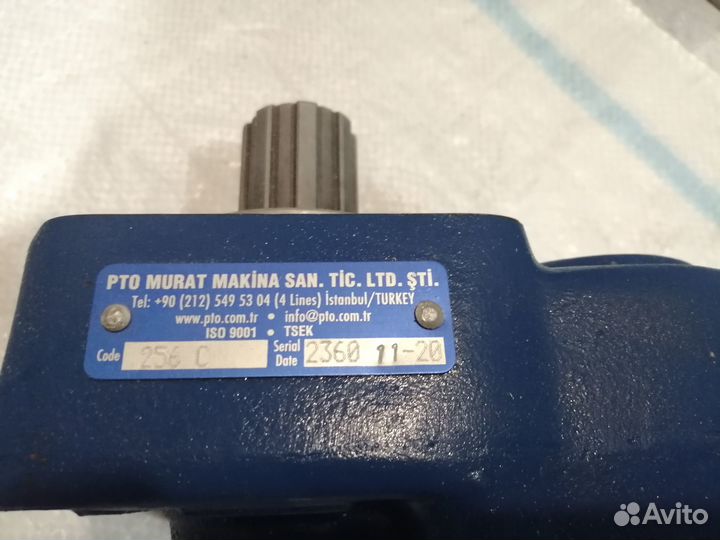 PTO MURAT MAKİNA SAN. TİC. LTD. ŞTİ.
Tel: +90 (212) 549 53 04 (4 Lines) İstanbul/TURKEY
www.pto.com.tr • info@pto.com.tr
ISO 9001 • TSEK
Code 256 C Serial Date 2360 11-20
Avito